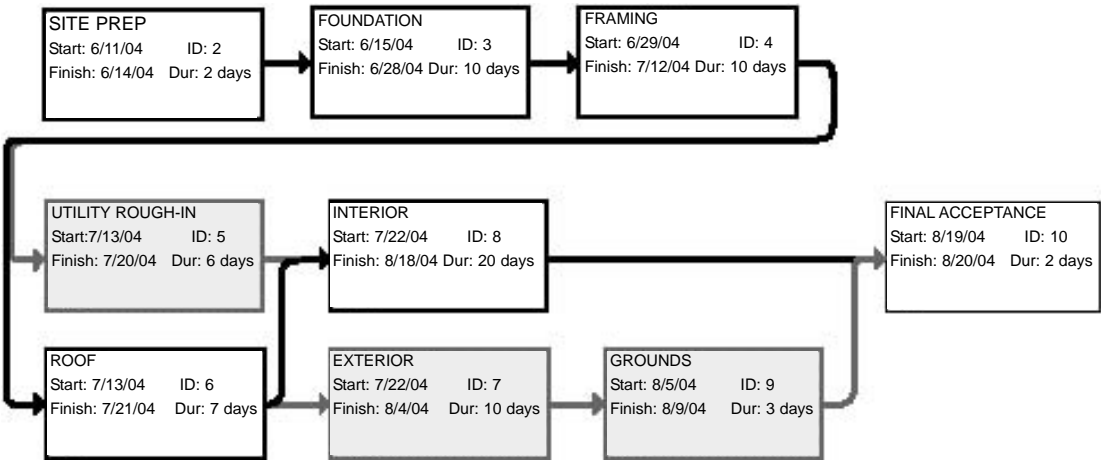 SITE PREP
Start: 6/11/04 ID: 2
Finish: 6/14/04 Dur: 2 days
FOUNDATION
Start: 6/15/04 ID: 3
Finish: 6/28/04 Dur: 10 days
FRAMING
Start: 6/29/04 ID: 4
Finish: 7/12/04 Dur: 10 days
UTILITY ROUGH-IN
Start:7/13/04 ID: 5
Finish: 7/20/04 Dur: 6 days
INTERIOR
Start: 7/22/04 ID: 8
Finish: 8/18/04 Dur: 20 days
FINAL ACCEPTANCE
Start: 8/19/04 ID: 10
Finish: 8/20/04 Dur: 2 days
ROOF
Start: 7/13/04 ID: 6
Finish: 7/21/04 Dur: 7 days
EXTERIOR
Start: 7/22/04 ID: 7
Finish: 8/4/04 Dur: 10 days
GROUNDS
Start: 8/5/04 ID: 9
Finish: 8/9/04 Dur: 3 days